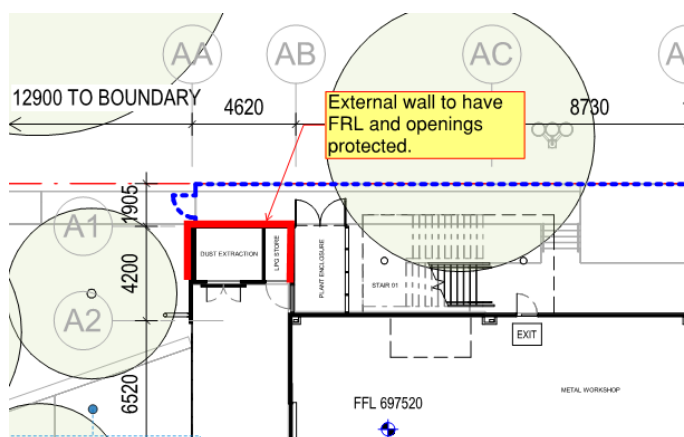 AA
AB
AC
A
12900 TO BOUNDARY
4620
External wall to have
FRL and openings
protected.
8730
1905
A1
DUST EXTRACTION
LPG STORE
PLANT ENCLOSURE
4200
STAIR 01
A2
EXIT
6520
FFL 697520
METAL WORKSHOP